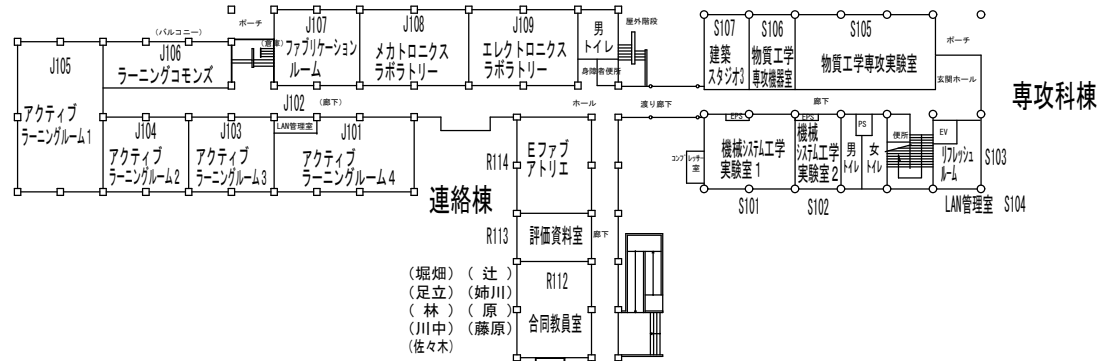 J105
アクティブ
ラーニングルーム1
(バルコニー)
J106
ラーニングコモンズ
ポーチ
(倉庫)
J107
ファブリケーション
ルーム
J108
メカトロニクス
ラボラトリー
J109
エレクトロニクス
ラボラトリー
男
トイレ
身障者便所
屋外階段
S107
建築
スタジオ3
S106
物質工学
専攻機器室
S105
物質工学専攻実験室
ポーチ
玄関ホール
専攻科棟
J102
(廊下)
ホール
渡り廊下
廊下
J104
アクティブ
ラーニングルーム2
J103
アクティブ
ラーニングルーム3
LAN管理室
J101
アクティブ
ラーニングルーム4
連絡棟
R114
Eファブ
アトリエ
コンプレッサー
室
EPS
機械システム工学
実験室1
S101
EPS
機械
システム工学
実験室2
S102
男
トイレ
PS
女
トイレ
便所
EV
リフレッシュ
ルーム
S103
LAN管理室 S104
R113
評価資料室
廊下
R112
合同教員室
(堀畑) (辻)
(足立) (姉川)
(林) (原)
(川中) (藤原)
(佐々木)